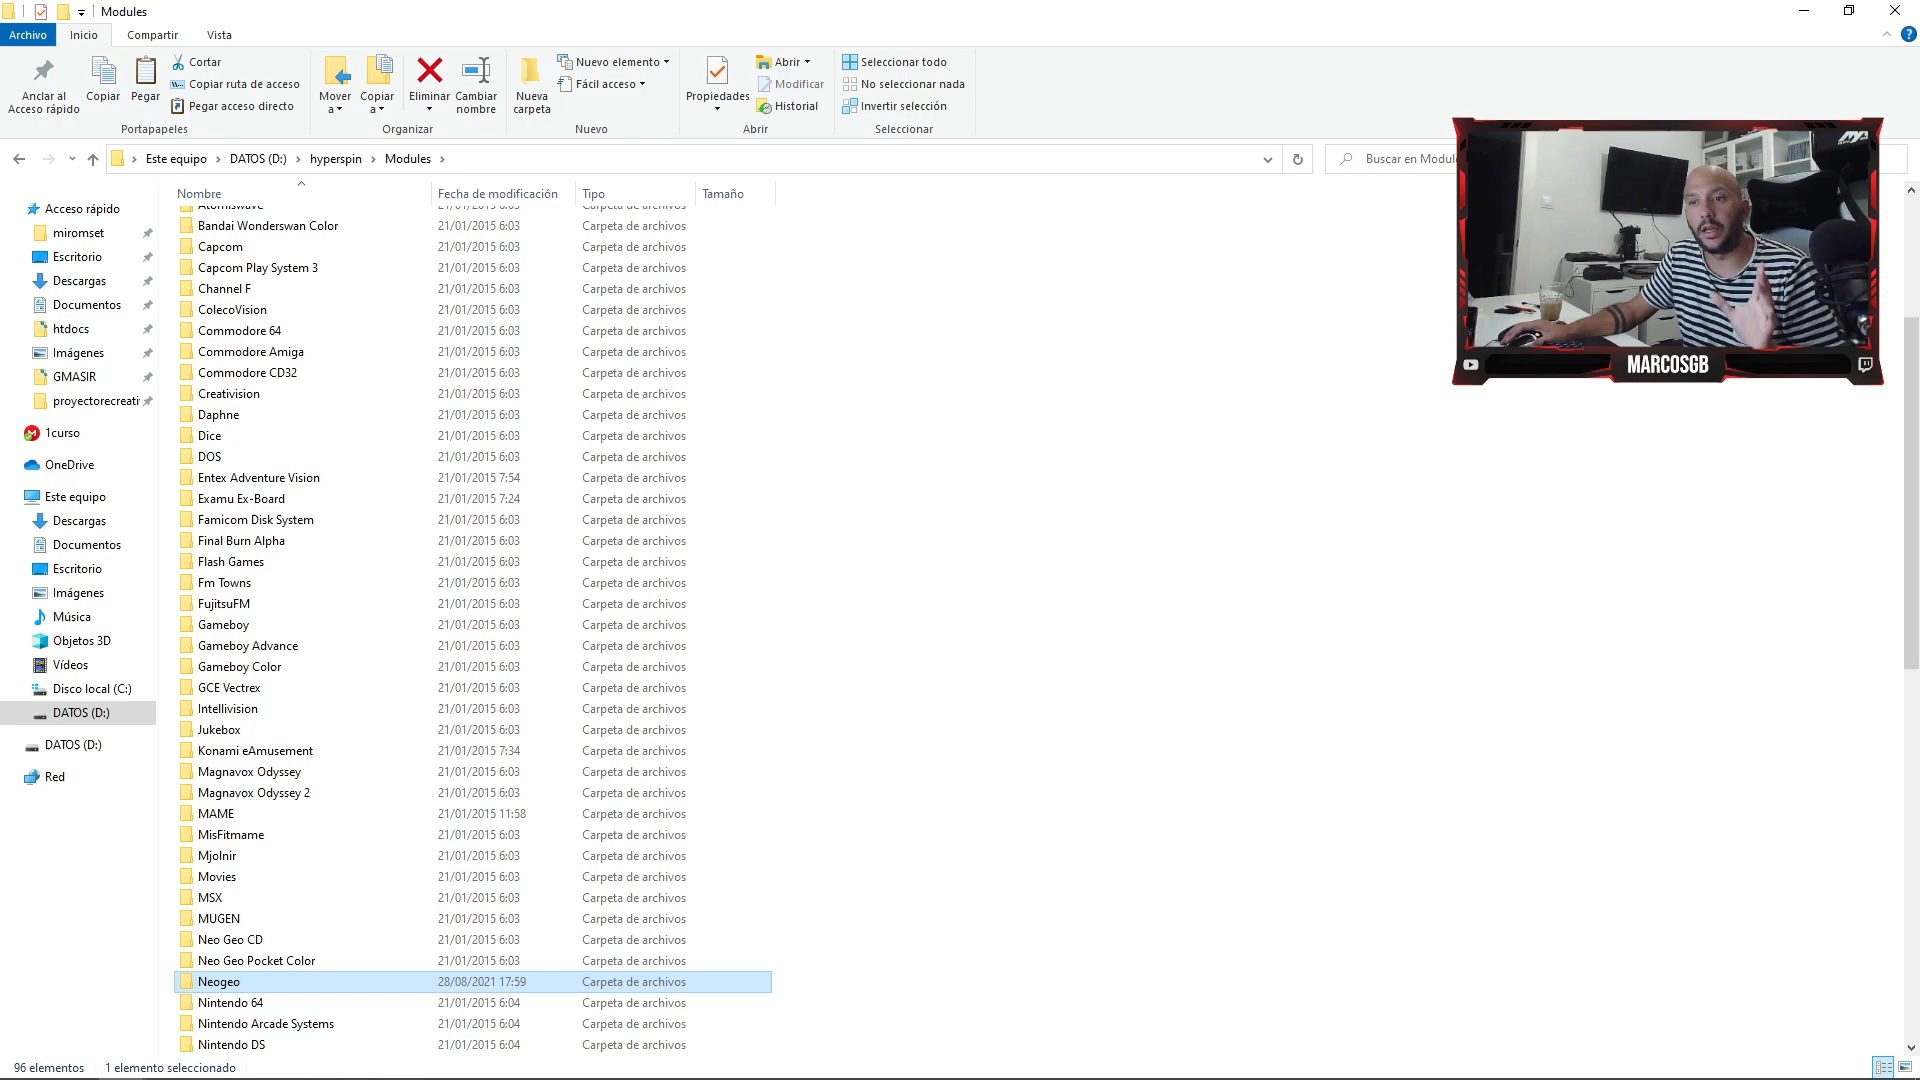 Modules
Archivo Inicio Compartir Vista
Anclar al Acceso rápido
Copiar
Pegar
Cortar
Copiar ruta de acceso
Pegar acceso directo
Portapapeles
Mover a
Copiar a
Eliminar
Cambiar nombre
Organizar
Nueva carpeta
Nuevo elemento
Fácil acceso
Nuevo
Propiedades
Abrir
Modificar
Historial
Abrir
Seleccionar todo
No seleccionar nada
Invertir selección
Seleccionar
Este equipo > DATOS (D:) > hyperspin > Modules >
Buscar en Modul
Acceso rápido
miromset
Escritorio
Descargas
Documentos
htdocs
Imágenes
GMASIR
proyectorecreati
1curso
OneDrive
Este equipo
Descargas
Documentos
Escritorio
Imágenes
Música
Objetos 3D
Vídeos
Disco local (C:)
DATOS (D:)
DATOS (D:)
Red
Nombre Fecha de modificación Tipo Tamaño
Atomiswave 21/01/2015 6:03 Carpeta de archivos
Bandai Wonderswan Color 21/01/2015 6:03 Carpeta de archivos
Capcom 21/01/2015 6:03 Carpeta de archivos
Capcom Play System 3 21/01/2015 6:03 Carpeta de archivos
Channel F 21/01/2015 6:03 Carpeta de archivos
ColecoVision 21/01/2015 6:03 Carpeta de archivos
Commodore 64 21/01/2015 6:03 Carpeta de archivos
Commodore Amiga 21/01/2015 6:03 Carpeta de archivos
Commodore CD32 21/01/2015 6:03 Carpeta de archivos
Creativision 21/01/2015 6:03 Carpeta de archivos
Daphne 21/01/2015 6:03 Carpeta de archivos
Dice 21/01/2015 6:03 Carpeta de archivos
DOS 21/01/2015 6:03 Carpeta de archivos
Entex Adventure Vision 21/01/2015 7:54 Carpeta de archivos
Examu Ex-Board 21/01/2015 7:24 Carpeta de archivos
Famicom Disk System 21/01/2015 6:03 Carpeta de archivos
Final Burn Alpha 21/01/2015 6:03 Carpeta de archivos
Flash Games 21/01/2015 6:03 Carpeta de archivos
Fm Towns 21/01/2015 6:03 Carpeta de archivos
FujitsuFM 21/01/2015 6:03 Carpeta de archivos
Gameboy 21/01/2015 6:03 Carpeta de archivos
Gameboy Advance 21/01/2015 6:03 Carpeta de archivos
Gameboy Color 21/01/2015 6:03 Carpeta de archivos
GCE Vectrex 21/01/2015 6:03 Carpeta de archivos
Intellivision 21/01/2015 6:03 Carpeta de archivos
Jukebox 21/01/2015 6:03 Carpeta de archivos
Konami eAmusement 21/01/2015 7:34 Carpeta de archivos
Magnavox Odyssey 21/01/2015 6:03 Carpeta de archivos
Magnavox Odyssey 2 21/01/2015 6:03 Carpeta de archivos
MAME 21/01/2015 11:58 Carpeta de archivos
MisFitmame 21/01/2015 6:03 Carpeta de archivos
Mjolnir 21/01/2015 6:03 Carpeta de archivos
Movies 21/01/2015 6:03 Carpeta de archivos
MSX 21/01/2015 6:03 Carpeta de archivos
MUGEN 21/01/2015 6:03 Carpeta de archivos
Neo Geo CD 21/01/2015 6:03 Carpeta de archivos
Neo Geo Pocket Color 21/01/2015 6:03 Carpeta de archivos
Neogeo 28/08/2021 17:59 Carpeta de archivos
Nintendo 64 21/01/2015 6:04 Carpeta de archivos
Nintendo Arcade Systems 21/01/2015 6:04 Carpeta de archivos
Nintendo DS 21/01/2015 6:04 Carpeta de archivos
MARCOSGB
96 elementos 1 elemento seleccionado